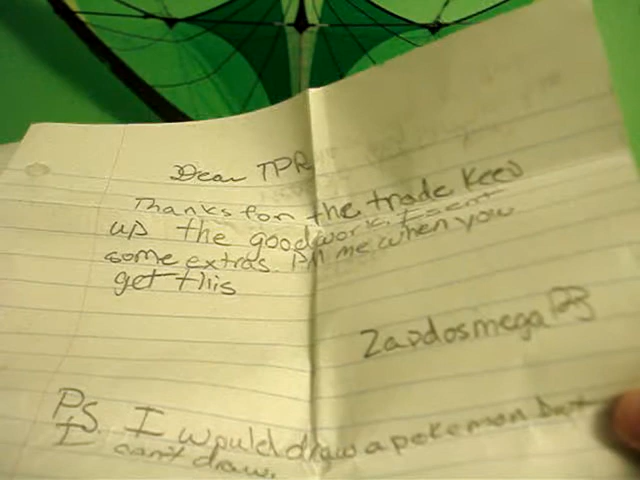 Dear TPR
Thanks for the trade Keep
up the good work. I sent
some extras. PM me when you
get this
Zapdosmega
P.S. I would draw a pokemon but
I can't draw.